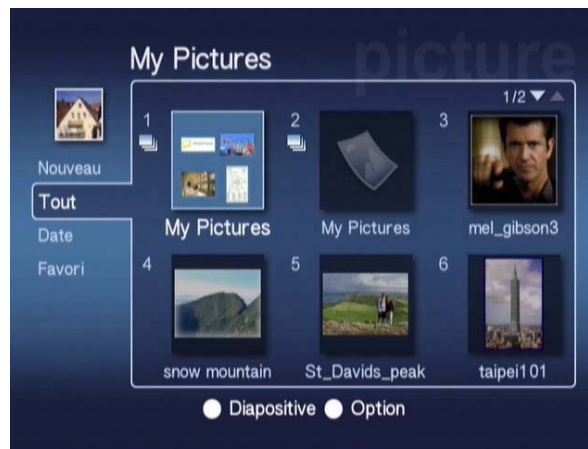 picture
My Pictures
1/2
1
2
3
Nouveau
Tout
Date
Favori
My Pictures
My Pictures
mel_gibson3
4
5
6
snow mountain
St_Davids_peak
taipei101
Diapositive
Option